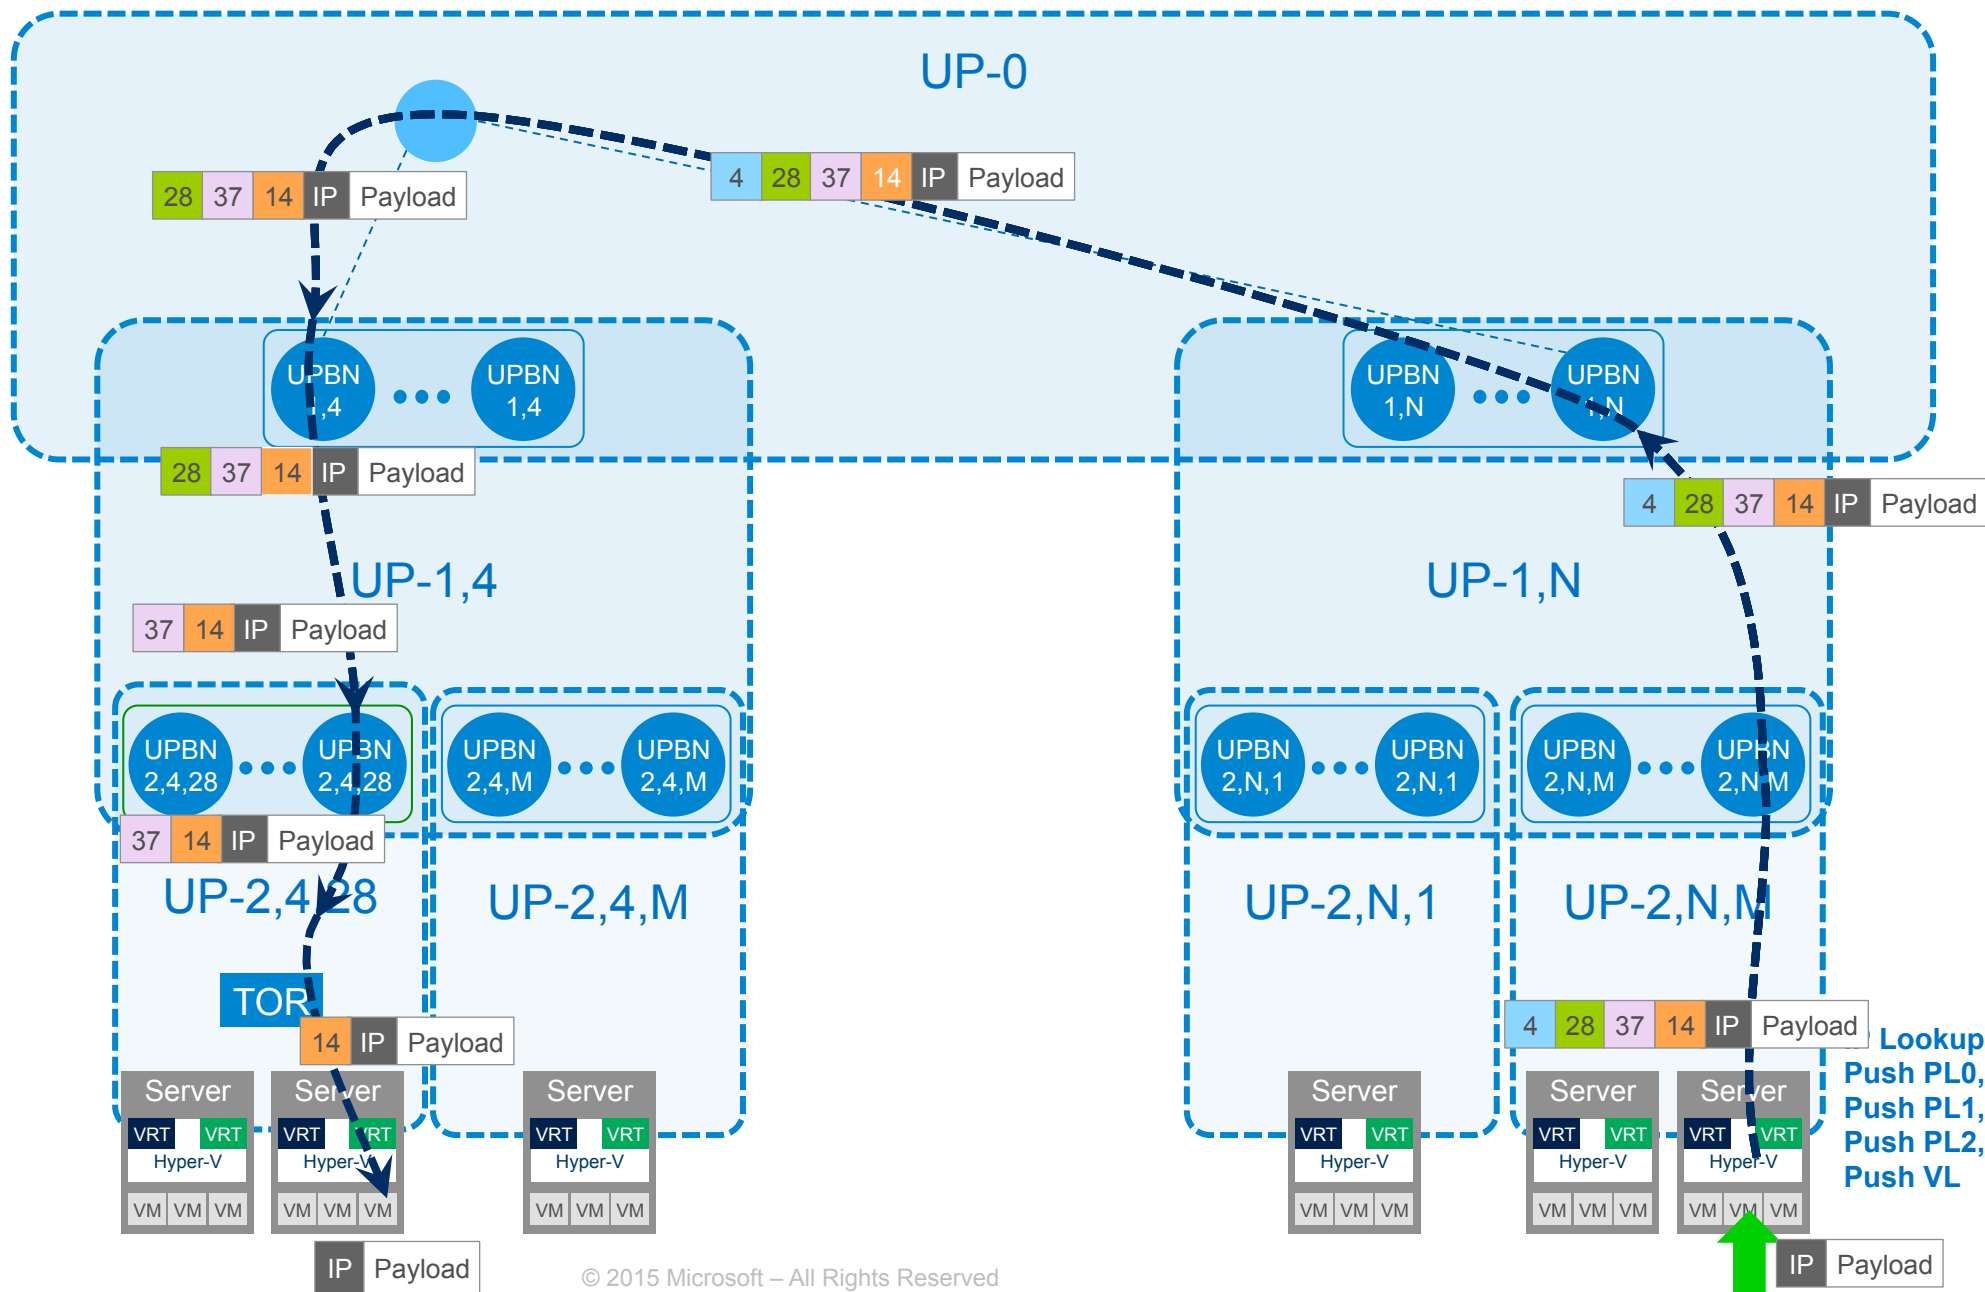 UP-0
4 28 37 14 IP Payload
28 37 14 IP Payload
UPBN 1,4
UPBN 1,4
UPBN 1,N
UPBN 1,N
28 37 14 IP Payload
4 28 37 14 IP Payload
UP-1,4
UP-1,N
37 14 IP Payload
UPBN 2,4,28
UPBN 2,4,28
UPBN 2,4,M
UPBN 2,4,M
UPBN 2,N,1
UPBN 2,N,1
UPBN 2,N,M
UPBN 2,N,M
37 14 IP Payload
UP-2,4,28
UP-2,4,M
UP-2,N,1
UP-2,N,M
TOR
14 IP Payload
4 28 37 14 IP Payload
Lookup
Push PL0,
Push PL1,
Push PL2,
Push VL
Server
VRT VRT
Hyper-V
VM VM VM
Server
VRT VRT
Hyper-V
VM VM VM
Server
VRT VRT
Hyper-V
VM VM VM
Server
VRT VRT
Hyper-V
VM VM VM
Server
VRT VRT
Hyper-V
VM VM VM
Server
VRT VRT
Hyper-V
VM VM VM
IP Payload
IP Payload
© 2015 Microsoft – All Rights Reserved